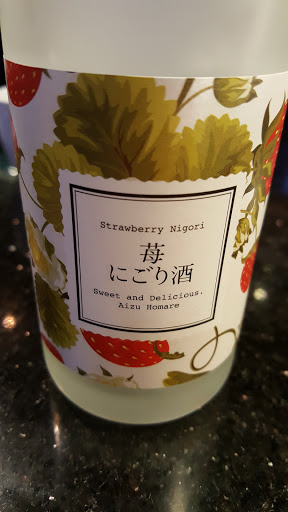 Strawberry Nigori
苺
にごり酒
Sweet and Delicious.
Aizu Homare